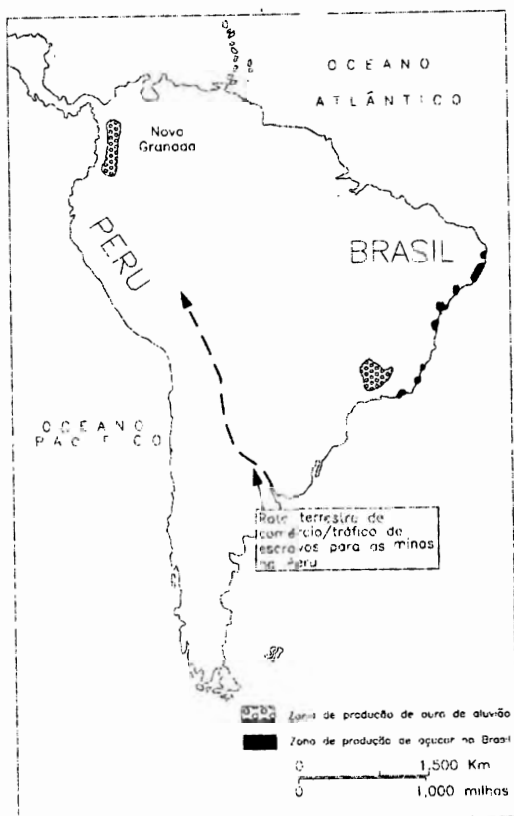 OCEANO
ATLÂNTICO
Nova
Granada
PERU
BRASIL
OCEANO
PACIFICO
Rota terrestre de
comércio/tráfico de
escravos para as minas
no Peru
Zona de produção de ouro de aluvião
Zona de produção de açucar no Brasil
0 1,500 Km
0 1,000 milhas